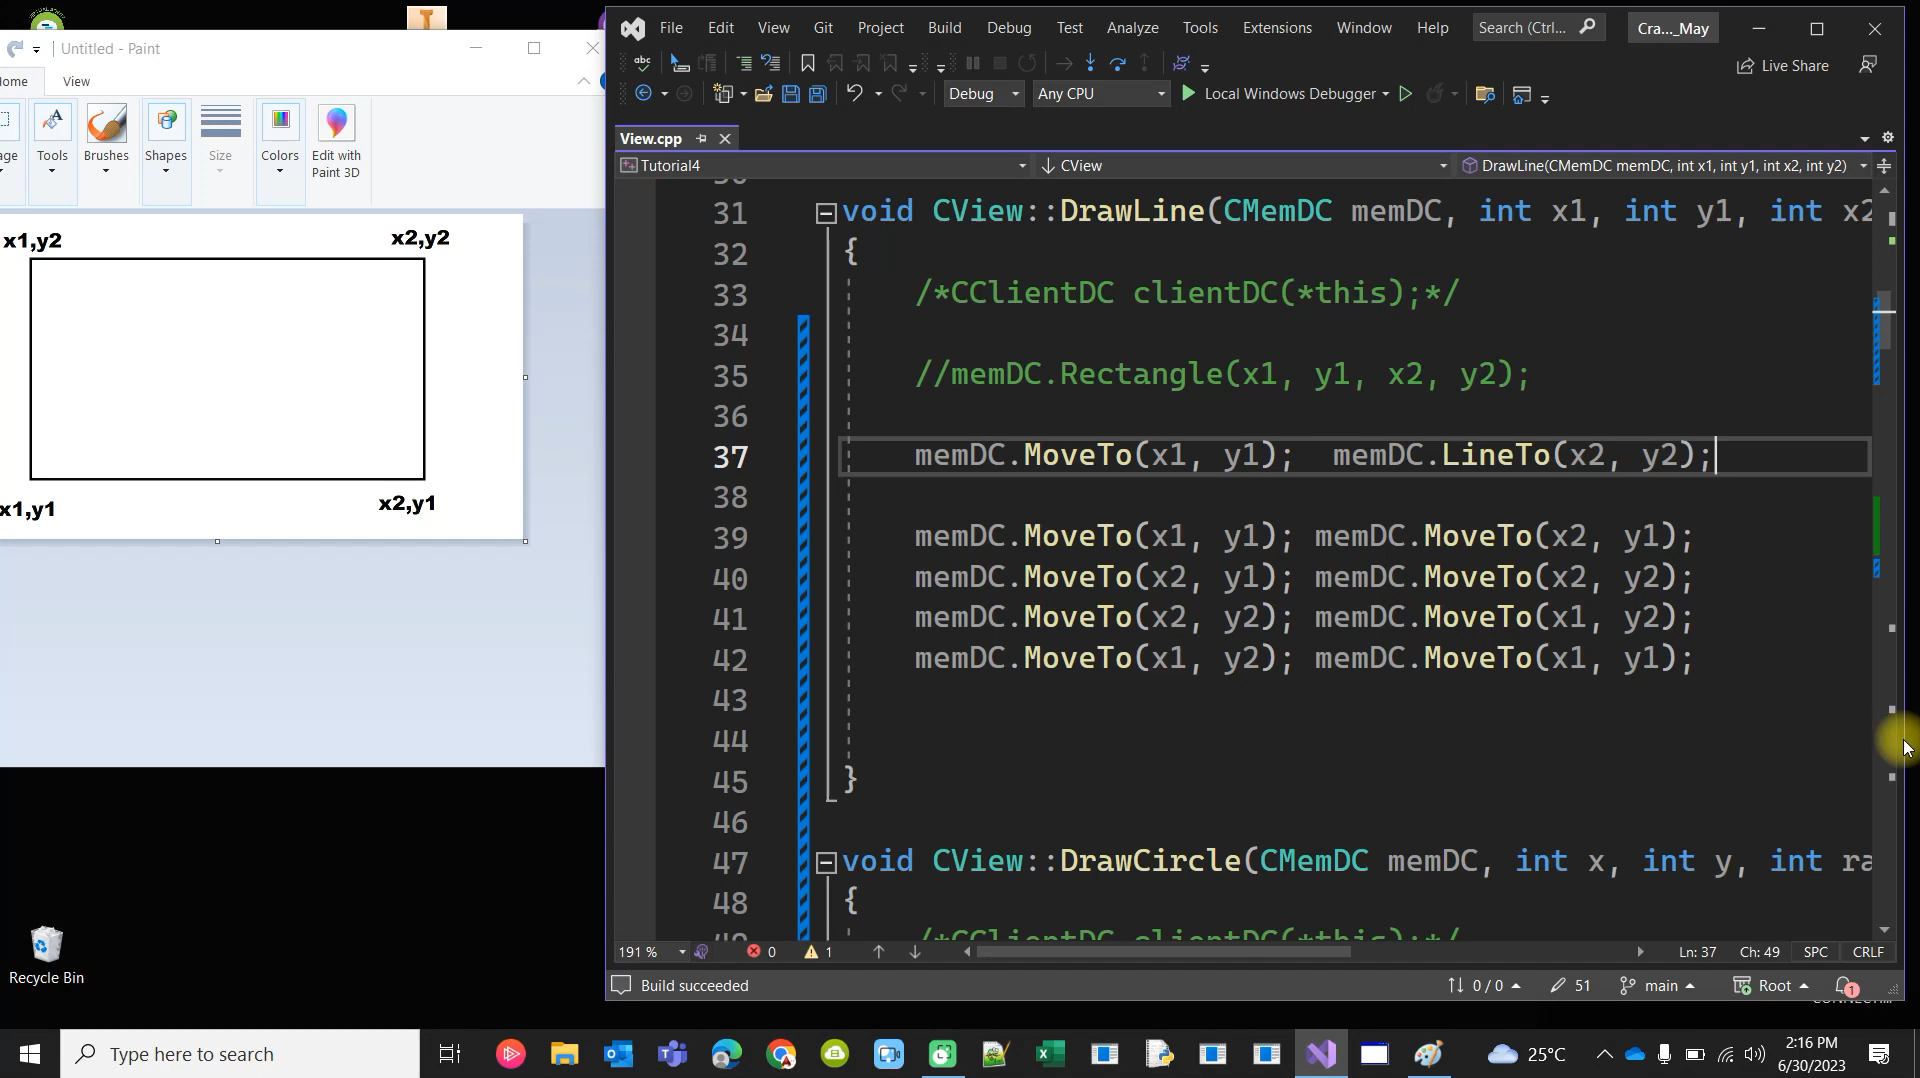 Untitled - Paint
Home
View
Tools
Brushes
Shapes
Size
Colors
Edit with
Paint 3D
x1,y2
x2,y2
x1,y1
x2,y1
Recycle Bin
File Edit View Git Project Build Debug Test Analyze Tools Extensions Window Help Search (Ctrl... Cra..._May
Live Share
Debug Any CPU Local Windows Debugger
View.cpp
Tutorial4 CView DrawLine(CMemDC memDC, int x1, int y1, int x2, int y2)
31 void CView::DrawLine(CMemDC memDC, int x1, int y1, int x2
32 {
33 /*CClientDC clientDC(*this);*/
34
35 //memDC.Rectangle(x1, y1, x2, y2);
36
37 memDC.MoveTo(x1, y1); memDC.LineTo(x2, y2);
38
39 memDC.MoveTo(x1, y1); memDC.MoveTo(x2, y1);
40 memDC.MoveTo(x2, y1); memDC.MoveTo(x2, y2);
41 memDC.MoveTo(x2, y2); memDC.MoveTo(x1, y2);
42 memDC.MoveTo(x1, y2); memDC.MoveTo(x1, y1);
43
44
45 }
46
47 void CView::DrawCircle(CMemDC memDC, int x, int y, int ra
48 {
/*CClientDC clientDC(*this);*/
191 % 0 1 Ln: 37 Ch: 49 SPC CRLF
Build succeeded 0 / 0 51 main Root 1
Type here to search
25°C
2:16 PM
6/30/2023